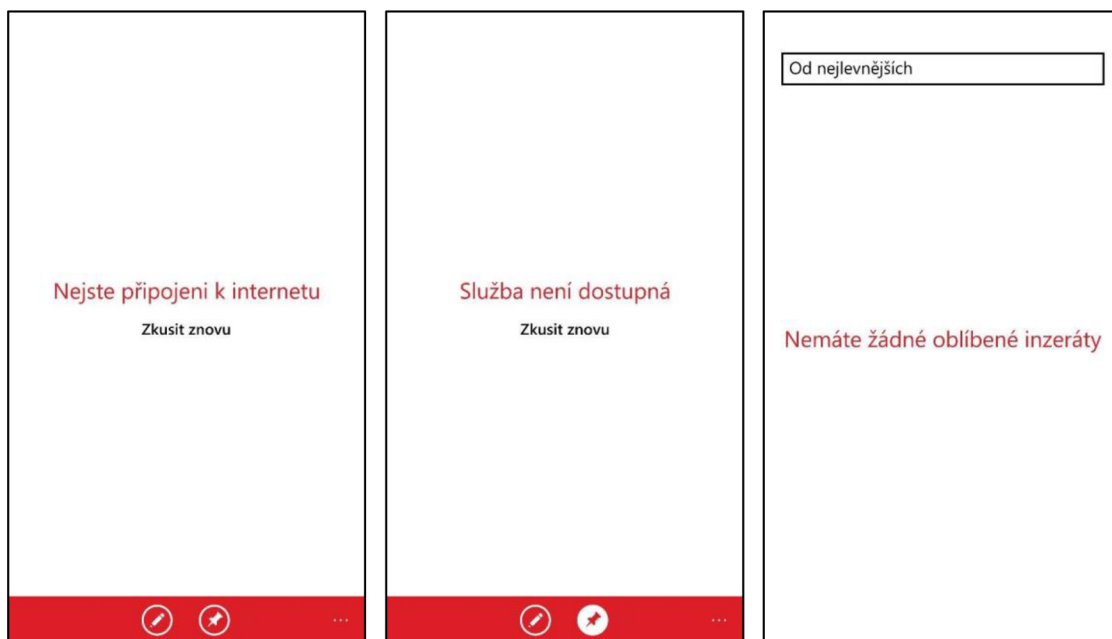 Nejste připojeni k internetu
Zkusit znovu
Služba není dostupná
Zkusit znovu
Od nejlevnějších
Nemáte žádné oblíbené inzeráty